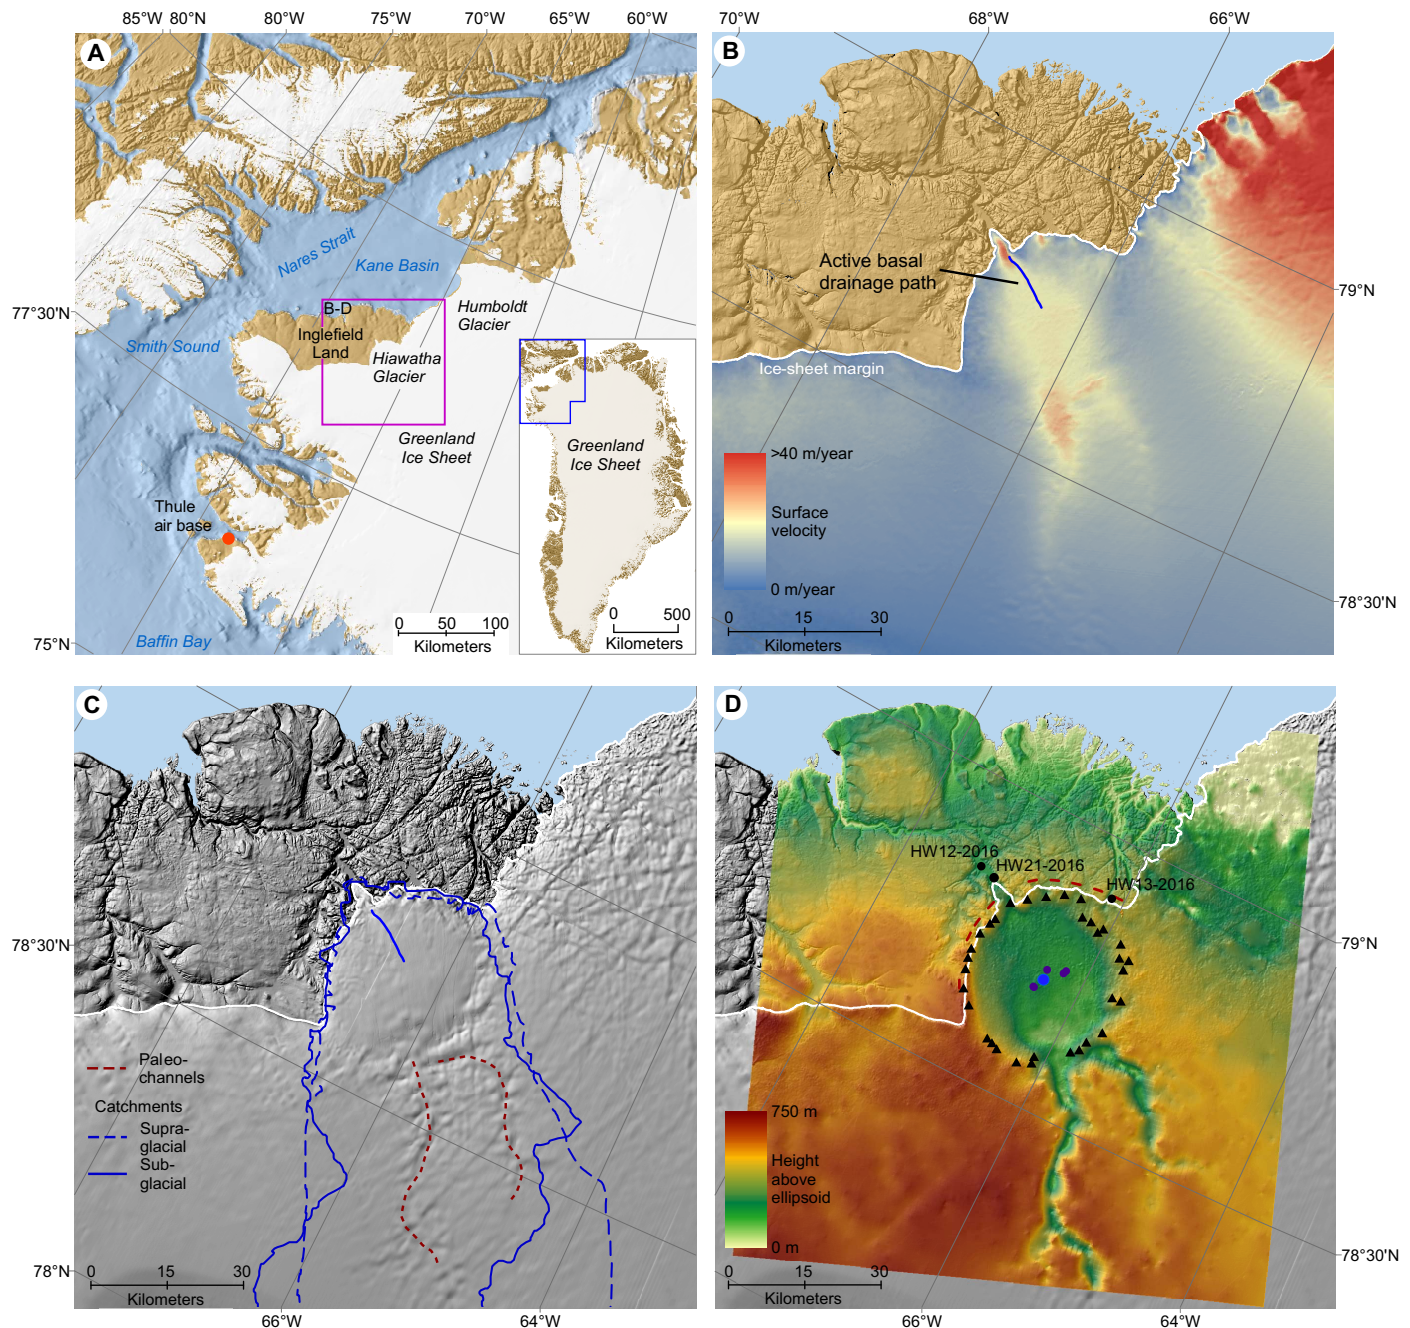 85°W 80°N 80°W 75°W 70°W 65°W 60°W
A
Nares Strait
Kane Basin
77°30'N
B-D
Inglefield
Land
Humboldt
Glacier
Smith Sound
Hiawatha
Glacier
Greenland
Ice Sheet
Greenland
Ice Sheet
Thule
air base
0 50 100
Kilometers
0 500
Kilometers
75°N
Baffin Bay
70°W 68°W 66°W
B
Active basal
drainage path
79°N
Ice-sheet margin
>40 m/year
Surface
velocity
0 m/year
0 15 30
Kilometers
78°30'N
C
78°30'N
Paleo-
channels
Catchments
Supra-
glacial
Sub-
glacial
78°N
0 15 30
Kilometers
66°W 64°W
D
HW12-2016
HW21-2016
HW13-2016
79°N
750 m
Height
above
ellipsoid
0 m
0 15 30
Kilometers
78°30'N
66°W 64°W